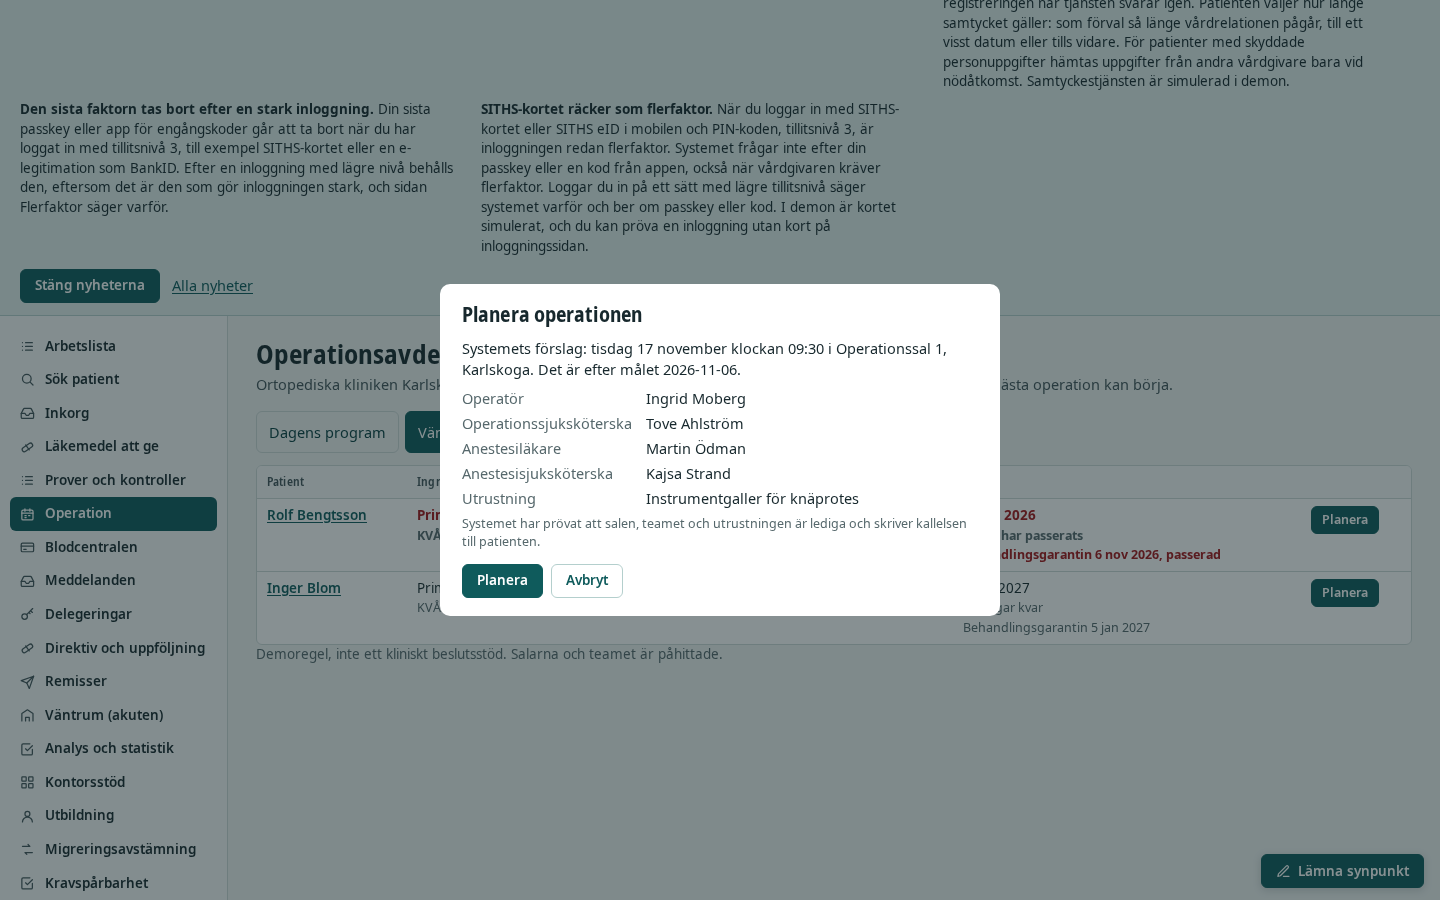 registreringen när tjänsten svarar igen. Patienten väljer hur länge
samtycket gäller: som förval så länge vårdrelationen pågår, till ett
visst datum eller tills vidare. För patienter med skyddade
personuppgifter hämtas uppgifter från andra vårdgivare bara vid
nödåtkomst. Samtyckestjänsten är simulerad i demon.
Den sista faktorn tas bort efter en stark inloggning. Din sista
passkey eller app för engångskoder går att ta bort när du har
loggat in med tillitsnivå 3, till exempel SITHS-kortet eller en e-
legitimation som BankID. Efter en inloggning med lägre nivå behålls
den, eftersom det är den som gör inloggningen stark, och sidan
Flerfaktor säger varför.
SITHS-kortet räcker som flerfaktor. När du loggar in med SITHS-
kortet eller SITHS eID i mobilen och PIN-koden, tillitsnivå 3, är
inloggningen redan flerfaktor. Systemet frågar inte efter din
passkey eller en kod från appen, också när vårdgivaren kräver
flerfaktor. Loggar du in på ett sätt med lägre tillitsnivå säger
systemet varför och ber om passkey eller kod. I demon är kortet
simulerat, och du kan pröva en inloggning utan kort på
inloggningssidan.
Stäng nyheterna
Alla nyheter
Arbetslista
Sök patient
Inkorg
Läkemedel att ge
Prover och kontroller
Operation
Blodcentralen
Meddelanden
Delegeringar
Direktiv och uppföljning
Remisser
Väntrum (akuten)
Analys och statistik
Kontorsstöd
Utbildning
Migreringsavstämning
Kravspårbarhet
Operationsavde
Ortopediska kliniken Karlsk
ästa operation kan börja.
Dagens program
Vän
Patient
Ingr
Rolf Bengtsson
Prin
KVÅ
2026
har passerats
dlingsgarantin 6 nov 2026, passerad
Planera
Inger Blom
Prin
KVÅ
2027
gar kvar
Behandlingsgarantin 5 jan 2027
Planera
Demoregel, inte ett kliniskt beslutsstöd. Salarna och teamet är påhittade.
Planera operationen
Systemets förslag: tisdag 17 november klockan 09:30 i Operationssal 1,
Karlskoga. Det är efter målet 2026-11-06.
Operatör Ingrid Moberg
Operationssjuksköterska Tove Ahlström
Anestesiläkare Martin Ödman
Anestesisjuksköterska Kajsa Strand
Utrustning Instrumentgaller för knäprotes
Systemet har prövat att salen, teamet och utrustningen är lediga och skriver kallelsen
till patienten.
Planera
Avbryt
Lämna synpunkt